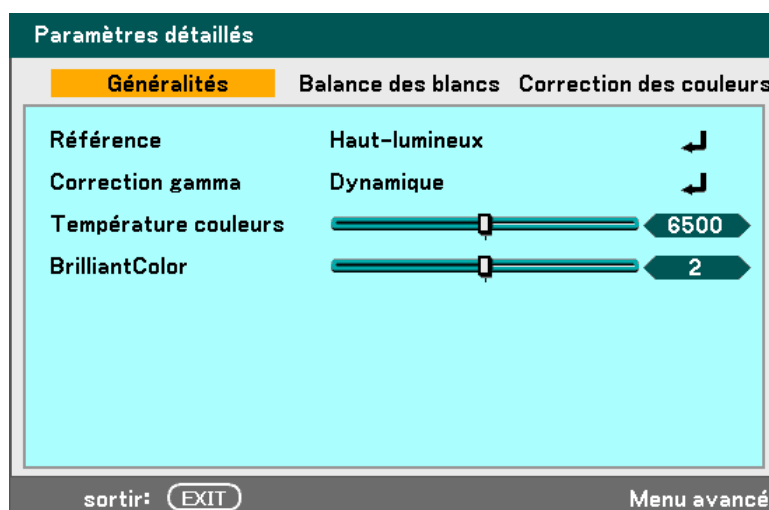 Paramètres détaillés
Généralités Balance des blancs Correction des couleurs
Référence Haut-lumineux
Correction gamma Dynamique
Température couleurs 6500
BrilliantColor 2
sortir: EXIT Menu avancé